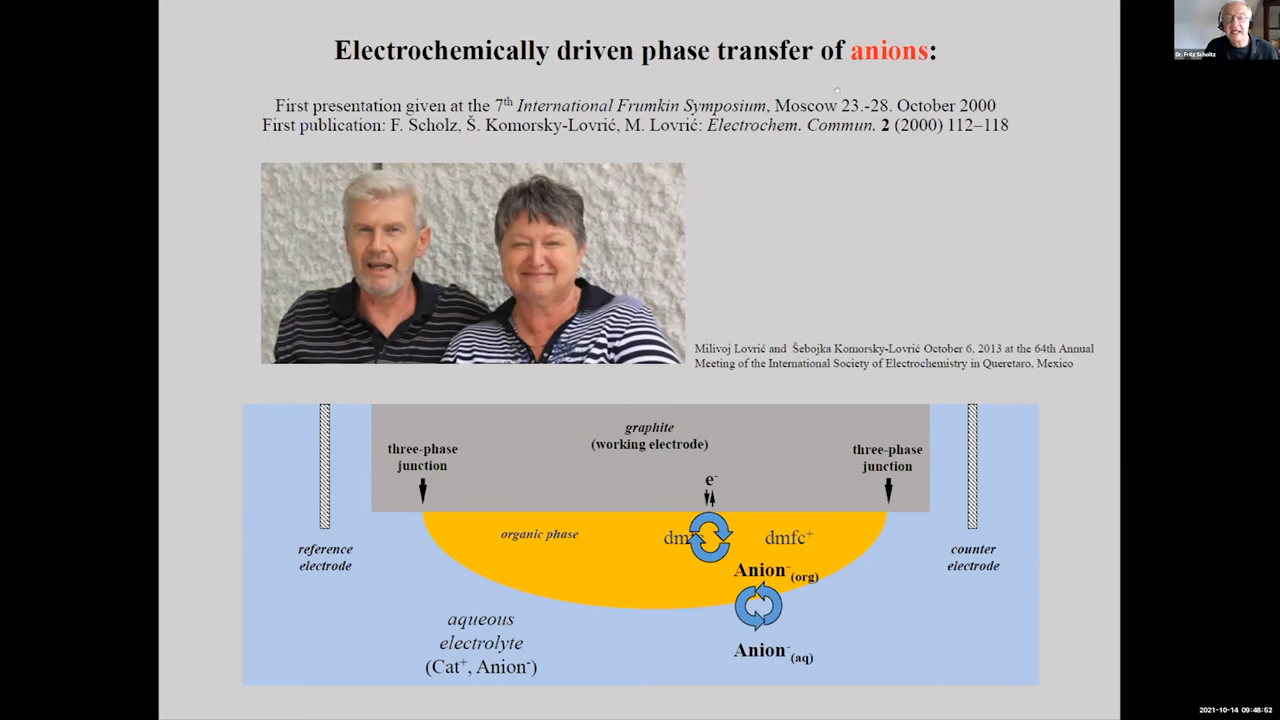 Electrochemically driven phase transfer of anions:
First presentation given at the 7th International Frumkin Symposium, Moscow 23.-28. October 2000
First publication: F. Scholz, Š. Komorsky-Lovrić, M. Lovrić: Electrochem. Commun. 2 (2000) 112–118
Dr. Fritz Scholtz
Milivoj Lovrić and Šebojka Komorsky-Lovrić October 6, 2013 at the 64th Annual
Meeting of the International Society of Electrochemistry in Queretaro, Mexico
graphite
(working electrode)
three-phase
junction
three-phase
junction
e-
organic phase
dmfc+
Anion-(org)
reference
electrode
counter
electrode
aqueous
electrolyte
(Cat+, Anion-)
Anion-(aq)
2021-10-14 09:48:52